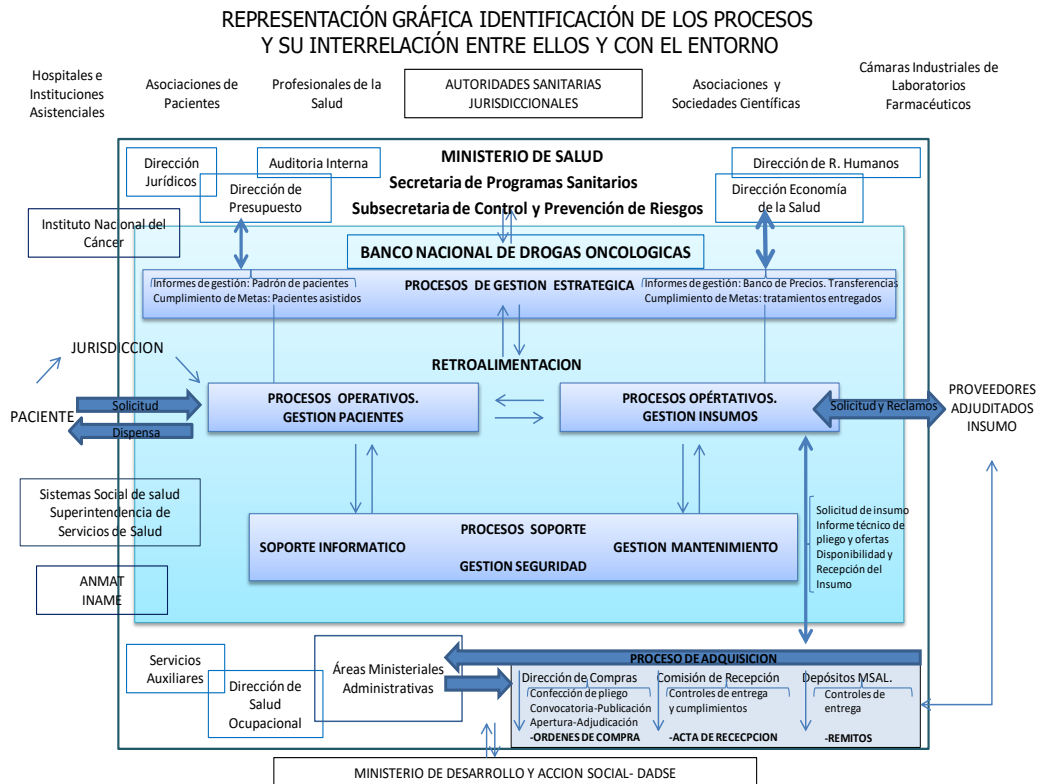 REPRESENTACIÓN GRÁFICA IDENTIFICACIÓN DE LOS PROCESOS
Y SU INTERRELACIÓN ENTRE ELLOS Y CON EL ENTORNO
Hospitales e
Instituciones
Asistenciales
Asociaciones de
Pacientes
Profesionales de la
Salud
AUTORIDADES SANITARIAS
JURISDICCIONALES
Asociaciones y
Sociedades Científicas
Cámaras Industriales de
Laboratorios
Farmacéuticos
Dirección
Jurídicos
Auditoria Interna
Dirección de
Presupuesto
MINISTERIO DE SALUD
Secretaria de Programas Sanitarios
Subsecretaria de Control y Prevención de Riesgos
Dirección de R. Humanos
Dirección Economía
de la Salud
Instituto Nacional del
Cáncer
BANCO NACIONAL DE DROGAS ONCOLOGICAS
Informes de gestión: Padrón de pacientes
Cumplimiento de Metas: Pacientes asistidos
PROCESOS DE GESTION ESTRATEGICA
Informes de gestión: Banco de Precios. Transferencias
Cumplimiento de Metas: tratamientos entregados
JURISDICCION
RETROALIMENTACION
PACIENTE
Solicitud
Dispensa
PROCESOS OPERATIVOS.
GESTION PACIENTES
PROCESOS OPÉRTATIVOS.
GESTION INSUMOS
Solicitud y Reclamos
PROVEEDORES
ADJUDITADOS
INSUMO
Sistemas Social de salud
Superintendencia de
Servicios de Salud
PROCESOS SOPORTE
SOPORTE INFORMATICO
GESTION MANTENIMIENTO
GESTION SEGURIDAD
Solicitud de insumo
Informe técnico de
pliego y ofertas
Disponibilidad y
Recepción del
Insumo
ANMAT
INAME
Servicios
Auxiliares
Dirección de
Salud
Ocupacional
Áreas Ministeriales
Administrativas.
PROCESO DE ADQUISICION
Dirección de Compras
Confección de pliego
Convocatoria-Publicación
Apertura-Adjudicación
-ORDENES DE COMPRA
Comisión de Recepción
Controles de entrega
y cumplimientos
-ACTA DE RECECPCION
Depósitos MSAL.
Controles de
entrega
-REMITOS
MINISTERIO DE DESARROLLO Y ACCION SOCIAL- DADSE